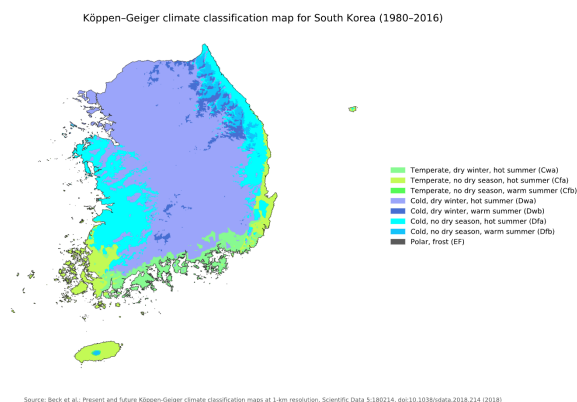 Köppen–Geiger climate classification map for South Korea (1980–2016)
Temperate, dry winter, hot summer (Cwa)
Temperate, no dry season, hot summer (Cfa)
Temperate, no dry season, warm summer (Cfb)
Cold, dry winter, hot summer (Dwa)
Cold, dry winter, warm summer (Dwb)
Cold, no dry season, hot summer (Dfa)
Cold, no dry season, warm summer (Dfb)
Polar, frost (EF)
Source: Beck et al.: Present and future Köppen-Geiger climate classification maps at 1-km resolution, Scientific Data 5:180214, doi:10.1038/sdata.2018.214 (2018)